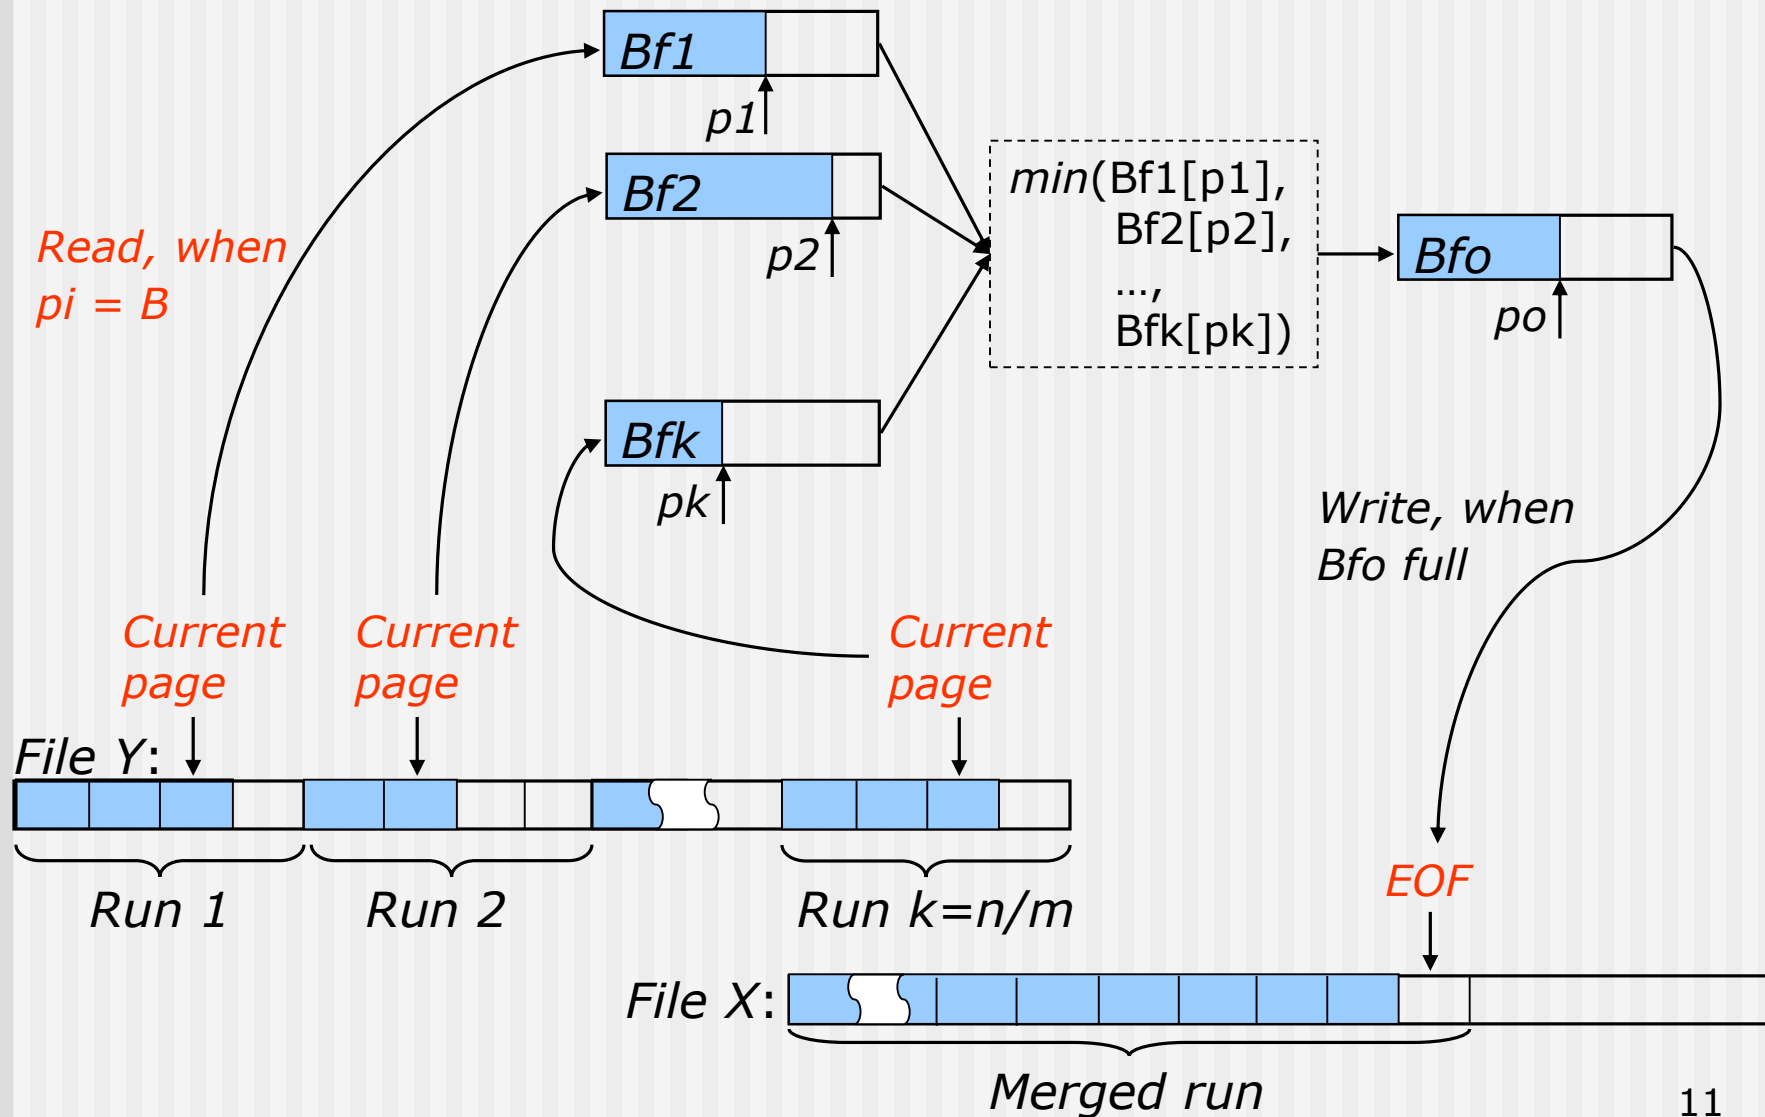 Bf1
p1
Bf2
p2
Read, when
pi = B
min(Bf1[p1],
Bf2[p2],
…,
Bfk[pk])
Bfo
po
Bfk
pk
Write, when
Bfo full
Current
page
Current
page
Current
page
File Y:
Run 1
Run 2
Run k=n/m
EOF
File X:
Merged run
11